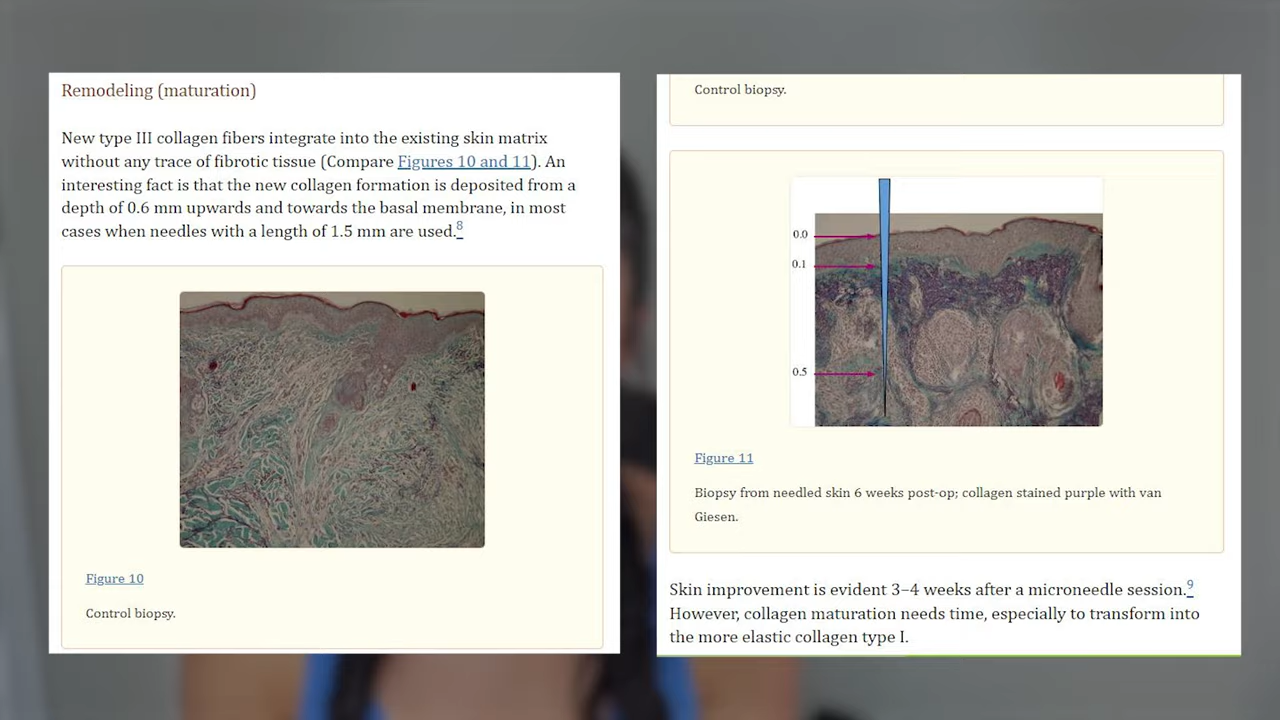 Remodeling (maturation)
New type III collagen fibers integrate into the existing skin matrix
without any trace of fibrotic tissue (Compare Figures 10 and 11). An
interesting fact is that the new collagen formation is deposited from a
depth of 0.6 mm upwards and towards the basal membrane, in most
cases when needles with a length of 1.5 mm are used.8
Figure 10
Control biopsy.
Control biopsy.
0.0
0.1
0.5
Figure 11
Biopsy from needled skin 6 weeks post-op; collagen stained purple with van
Giesen.
Skin improvement is evident 3–4 weeks after a microneedle session.9
However, collagen maturation needs time, especially to transform into
the more elastic collagen type I.